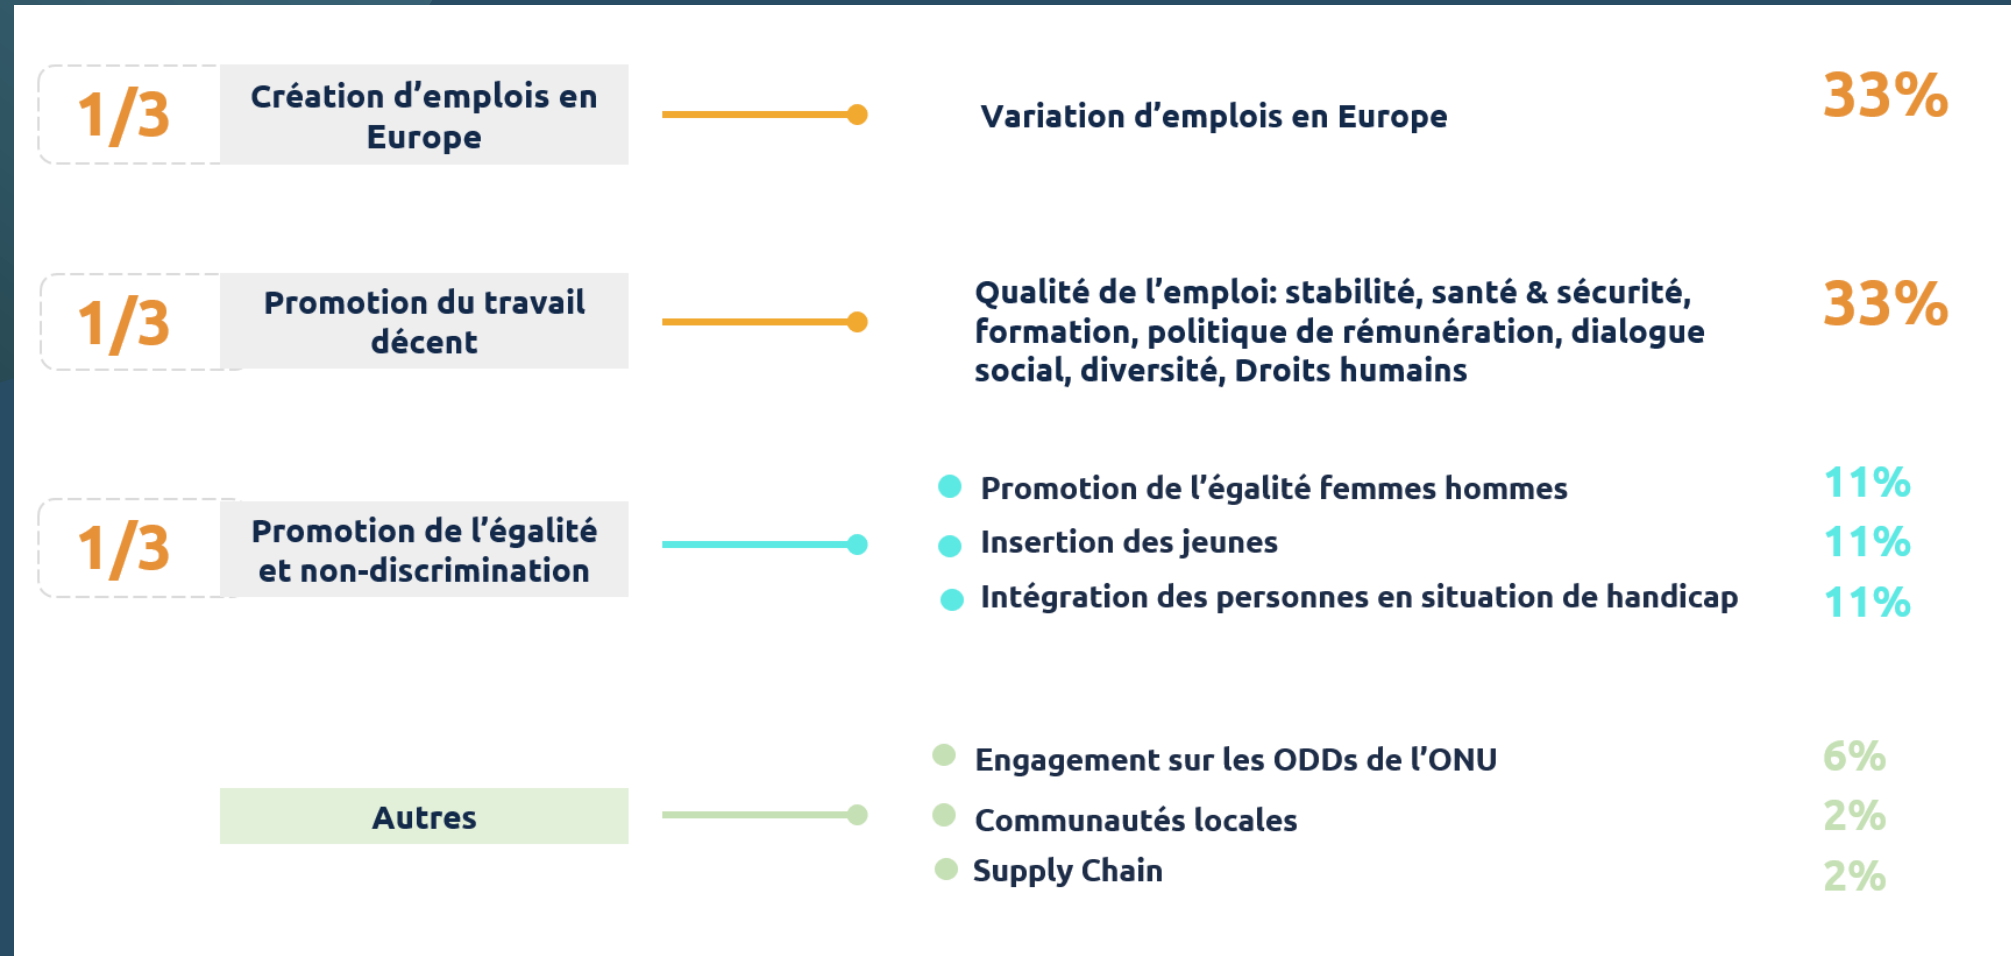 1/3
Création d’emplois en
Europe
Variation d’emplois en Europe
33%
1/3
Promotion du travail
décent
Qualité de l’emploi: stabilité, santé & sécurité,
formation, politique de rémunération, dialogue
social, diversité, Droits humains
33%
1/3
Promotion de l’égalité
et non-discrimination
Promotion de l’égalité femmes hommes
11%
Insertion des jeunes
11%
Intégration des personnes en situation de handicap
11%
Autres
Engagement sur les ODDs de l’ONU
6%
Communautés locales
2%
Supply Chain
2%